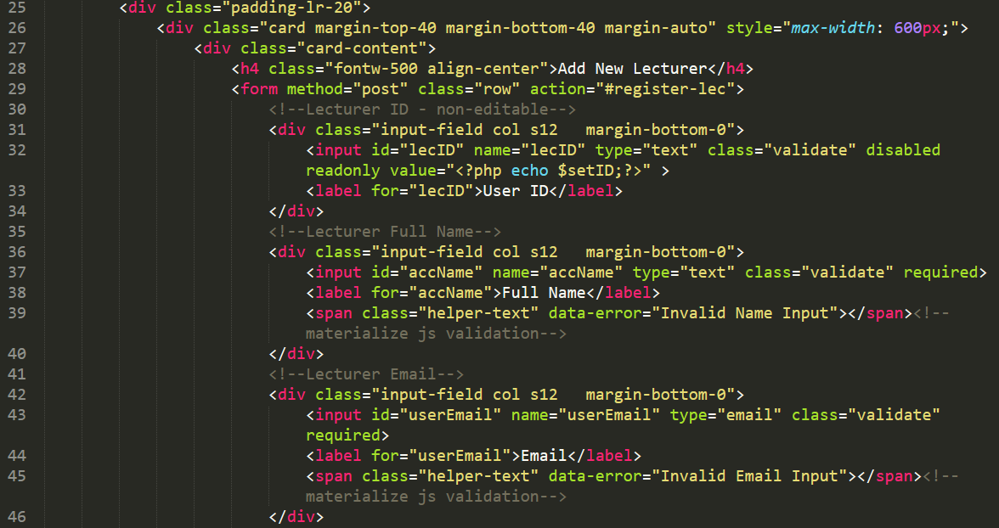 25 <div class="padding-lr-20">
26 <div class="card margin-top-40 margin-bottom-40 margin-auto" style="max-width: 600px;">
27 <div class="card-content">
28 <h4 class="fontw-500 align-center">Add New Lecturer</h4>
29 <form method="post" class="row" action="#register-lec">
30 <!--Lecturer ID - non-editable-->
31 <div class="input-field col s12   margin-bottom-0">
32 <input id="lecID" name="lecID" type="text" class="validate" disabled
readonly value="<?php echo $setID;?>" >
33 <label for="lecID">User ID</label>
34 </div>
35 <!--Lecturer Full Name-->
36 <div class="input-field col s12   margin-bottom-0">
37 <input id="accName" name="accName" type="text" class="validate" required>
38 <label for="accName">Full Name</label>
39 <span class="helper-text" data-error="Invalid Name Input"></span><!--
materialize js validation-->
40 </div>
41 <!--Lecturer Email-->
42 <div class="input-field col s12   margin-bottom-0">
43 <input id="userEmail" name="userEmail" type="email" class="validate"
required>
44 <label for="userEmail">Email</label>
45 <span class="helper-text" data-error="Invalid Email Input"></span><!--
materialize js validation-->
46 </div>